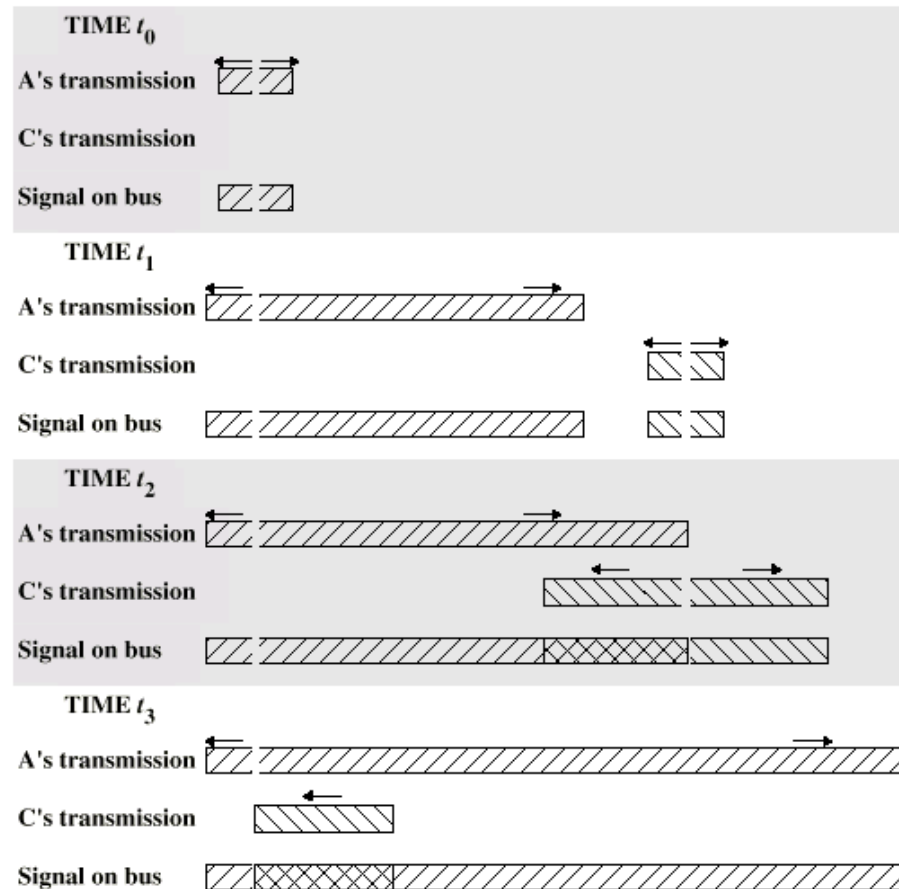 TIME t0
A's transmission
C's transmission
Signal on bus
TIME t1
A's transmission
C's transmission
Signal on bus
TIME t2
A's transmission
C's transmission
Signal on bus
TIME t3
A's transmission
C's transmission
Signal on bus